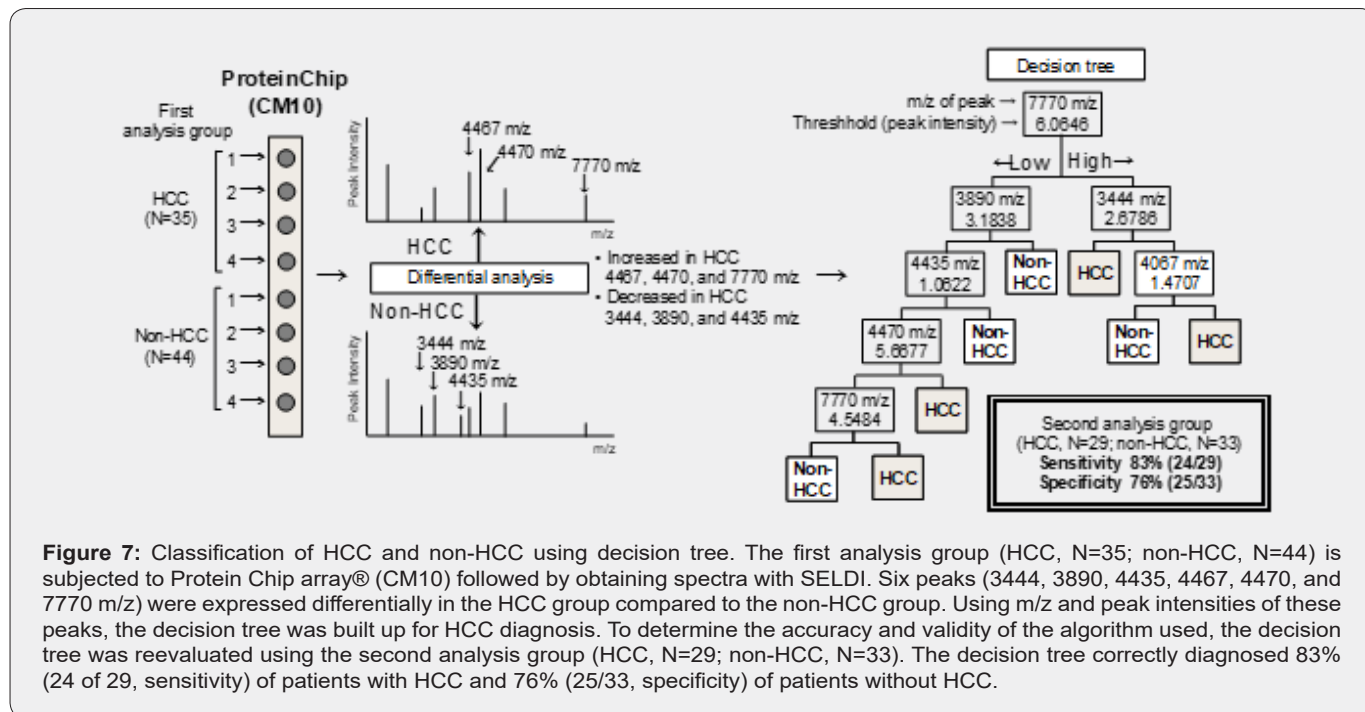 ProteinChip
(CM10)
First
analysis group
HCC
(N=35)
1
2
3
4
Non-HCC
(N=44)
1
2
3
4
Peak Intensity
4467 m/z
4470 m/z
7770 m/z
m/z
HCC
Differential analysis
Non-HCC
Peak Intensity
3444 m/z
3890 m/z
4435 m/z
m/z
• Increased in HCC
4467, 4470, and 7770 m/z
• Decreased in HCC
3444, 3890, and 4435 m/z
Decision tree
m/z of peak →
Threshhold (peak intensity) →
7770 m/z
6.0646
←Low High→
3890 m/z
3.1838
3444 m/z
2.6786
4435 m/z
1.0622
Non-
HCC
HCC
4067 m/z
1.4707
4470 m/z
5.6677
Non-
HCC
Non-
HCC
HCC
7770 m/z
4.5484
HCC
Non-
HCC
HCC
Second analysis group
(HCC, N=29; non-HCC, N=33)
Sensitivity 83% (24/29)
Specificity 76% (25/33)
Figure 7: Classification of HCC and non-HCC using decision tree. The first analysis group (HCC, N=35; non-HCC, N=44) is
subjected to Protein Chip array® (CM10) followed by obtaining spectra with SELDI. Six peaks (3444, 3890, 4435, 4467, 4470, and
7770 m/z) were expressed differentially in the HCC group compared to the non-HCC group. Using m/z and peak intensities of these
peaks, the decision tree was built up for HCC diagnosis. To determine the accuracy and validity of the algorithm used, the decision
tree was reevaluated using the second analysis group (HCC, N=29; non-HCC, N=33). The decision tree correctly diagnosed 83%
(24 of 29, sensitivity) of patients with HCC and 76% (25/33, specificity) of patients without HCC.